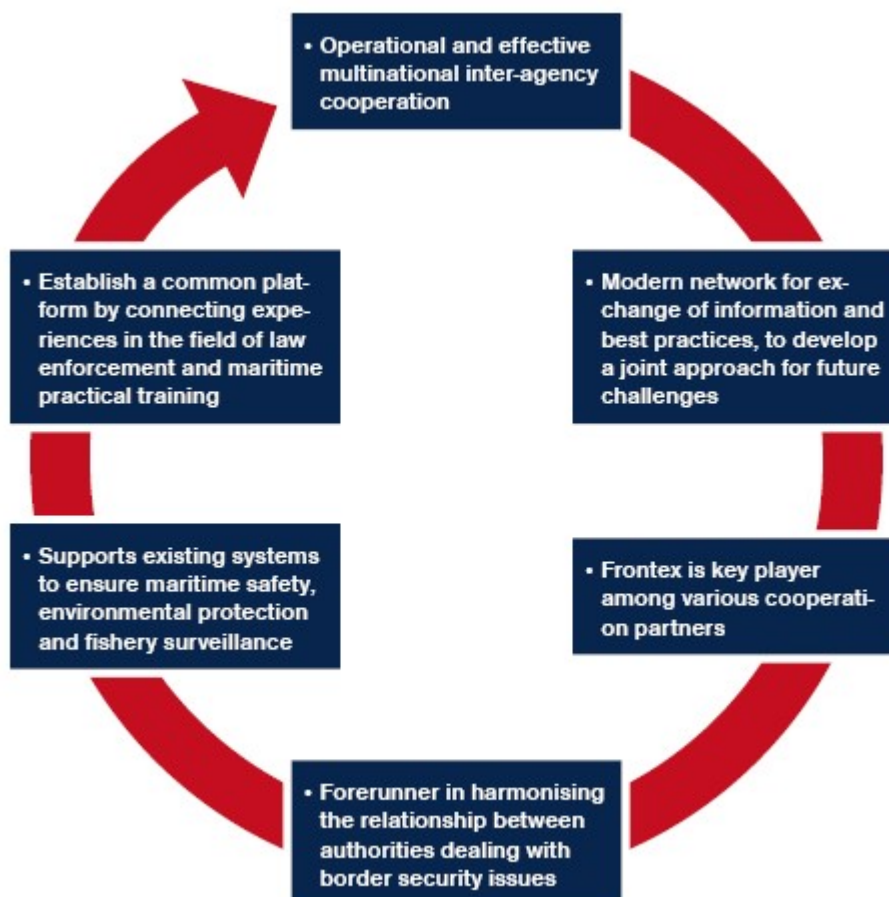 • Operational and effective
multinational inter-agency
cooperation
• Modern network for ex-
change of information and
best practices, to develop
a joint approach for future
challenges
• Frontex is key player
among various cooperati-
on partners
• Forerunner in harmonising
the relationship between
authorities dealing with
border security issues
• Supports existing systems
to ensure maritime safety,
environmental protection
and fishery surveillance
• Establish a common plat-
form by connecting expe-
riences in the field of law
enforcement and maritime
practical training